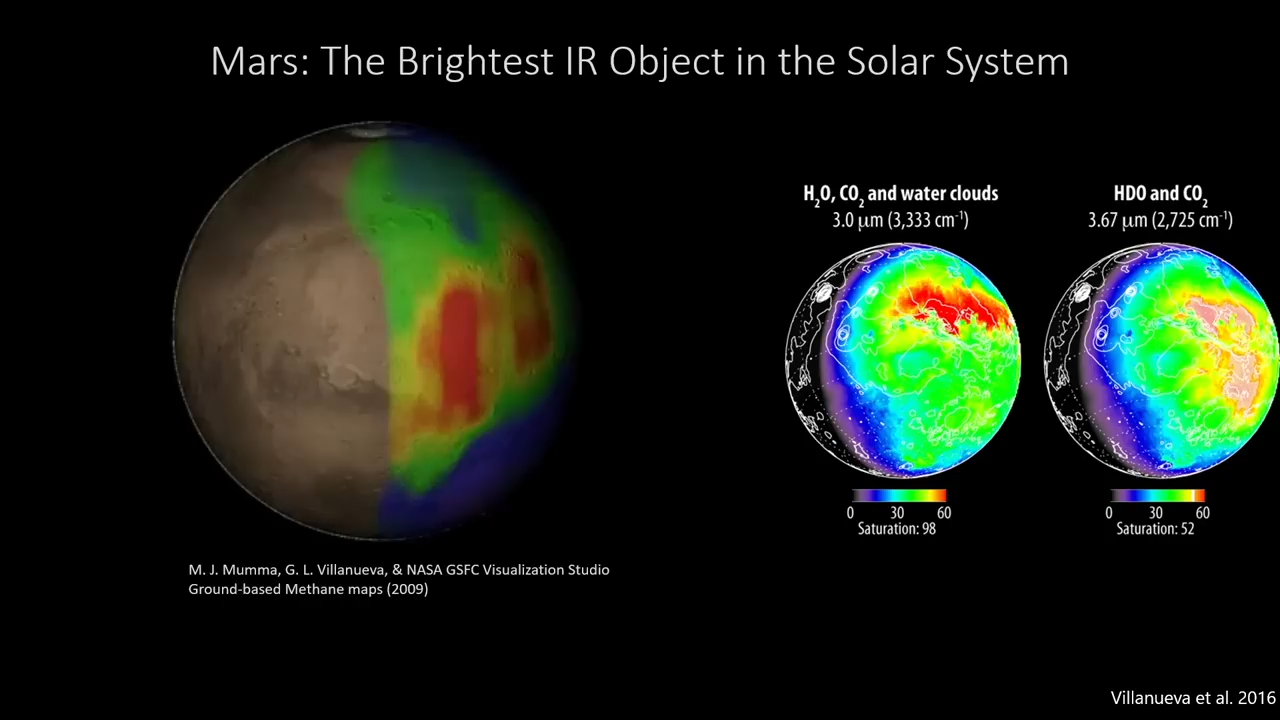 Mars: The Brightest IR Object in the Solar System
H₂O, CO₂ and water clouds
3.0 μm (3,333 cm⁻¹)
HDO and CO₂
3.67 μm (2,725 cm⁻¹)
0 30 60
Saturation: 98
0 30 60
Saturation: 52
M. J. Mumma, G. L. Villanueva, & NASA GSFC Visualization Studio
Ground-based Methane maps (2009)
Villanueva et al. 2016